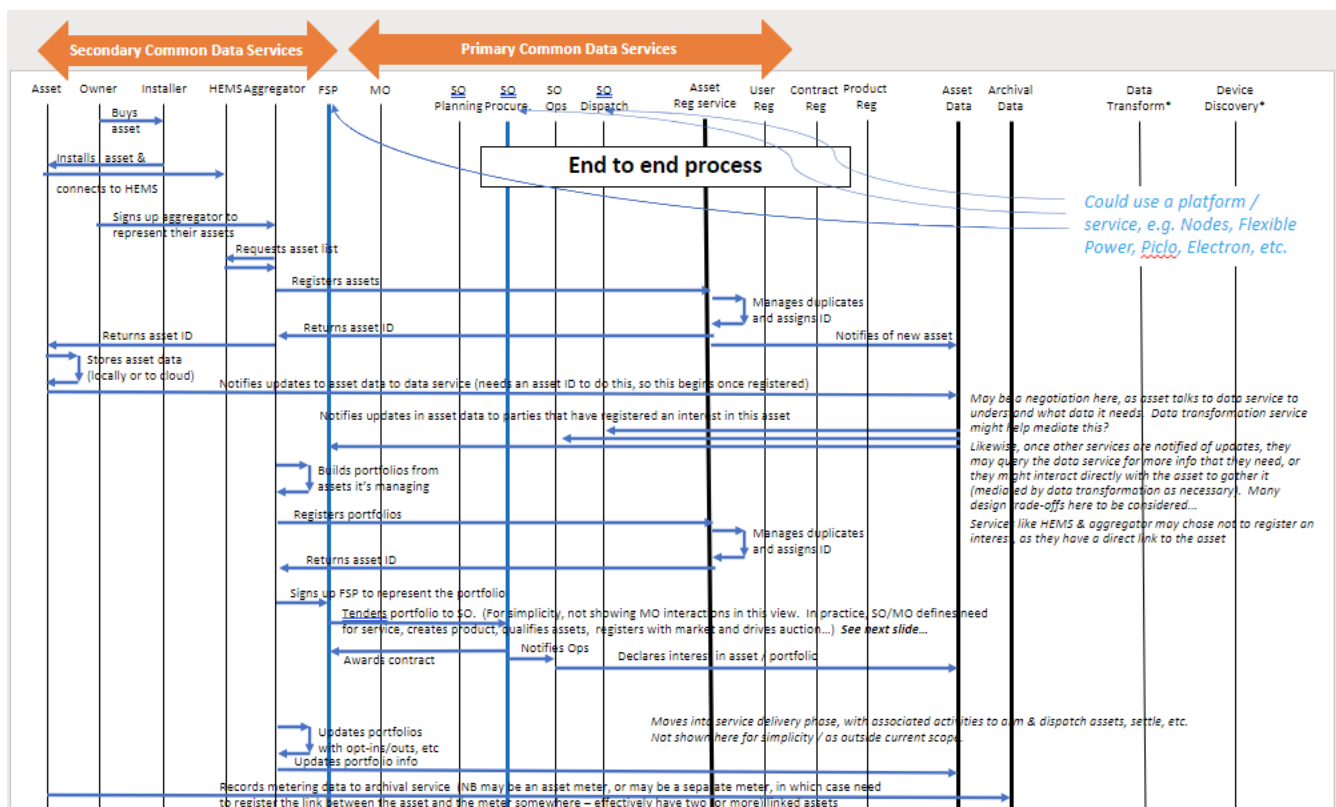 Secondary Common Data Services
Primary Common Data Services
Asset
Owner
Installer
HEMS
Aggregator
FSP
MO
SO
Planning
SO
Procure.
SO
Ops
SO
Dispatch
Asset
Reg service
User
Reg
Contract
Reg
Product
Reg
Asset
Data
Archival
Data
Data
Transform*
Device
Discovery*
Buys
asset
End to end process
Installs asset &
connects to HEMS
Could use a platform /
service, e.g. Nodes, Flexible
Power, Piclo, Electron, etc.
Signs up aggregator to
represent their assets
Requests asset list
Registers assets
Manages duplicates
and assigns ID
Returns asset ID
Returns asset ID
Notifies of new asset
Stores asset data
(locally or to cloud)
Notifies updates to asset data to data service (needs an asset ID to do this, so this begins once registered)
May be a negotiation here, as asset talks to data service to
understand what data it needs. Data transformation service
might help mediate this?
Notifies updates in asset data to parties that have registered an interest in this asset
Likewise, once other services are notified of updates, they
may query the data service for more info that they need, or
they might interact directly with the asset to gather it
(mediated by data transformation as necessary). Many
design trade-offs here to be considered...
Services like HEMS & aggregator may chose not to register an
interest, as they have a direct link to the asset
Builds portfolios from
assets it's managing
Registers portfolios
Manages duplicates
and assigns ID
Returns asset ID
Signs up FSP to represent the portfolio
Tenders portfolio to SO. (For simplicity, not showing MO interactions in this view. In practice, SO/MO defines need
for service, creates product, qualifies assets, registers with market and drives auction...) See next slide...
Notifies Ops
Awards contract
Declares interest in asset / portfolio
Moves into service delivery phase, with associated activities to arm & dispatch assets, settle, etc.
Not shown here for simplicity / as outside current scope.
Updates portfolios
with opt-ins/outs, etc
Updates portfolio info
Records metering data to archival service (NB may be an asset meter, or may be a separate meter, in which case need
to register the link between the asset and the meter somewhere – effectively have two (or more) linked assets